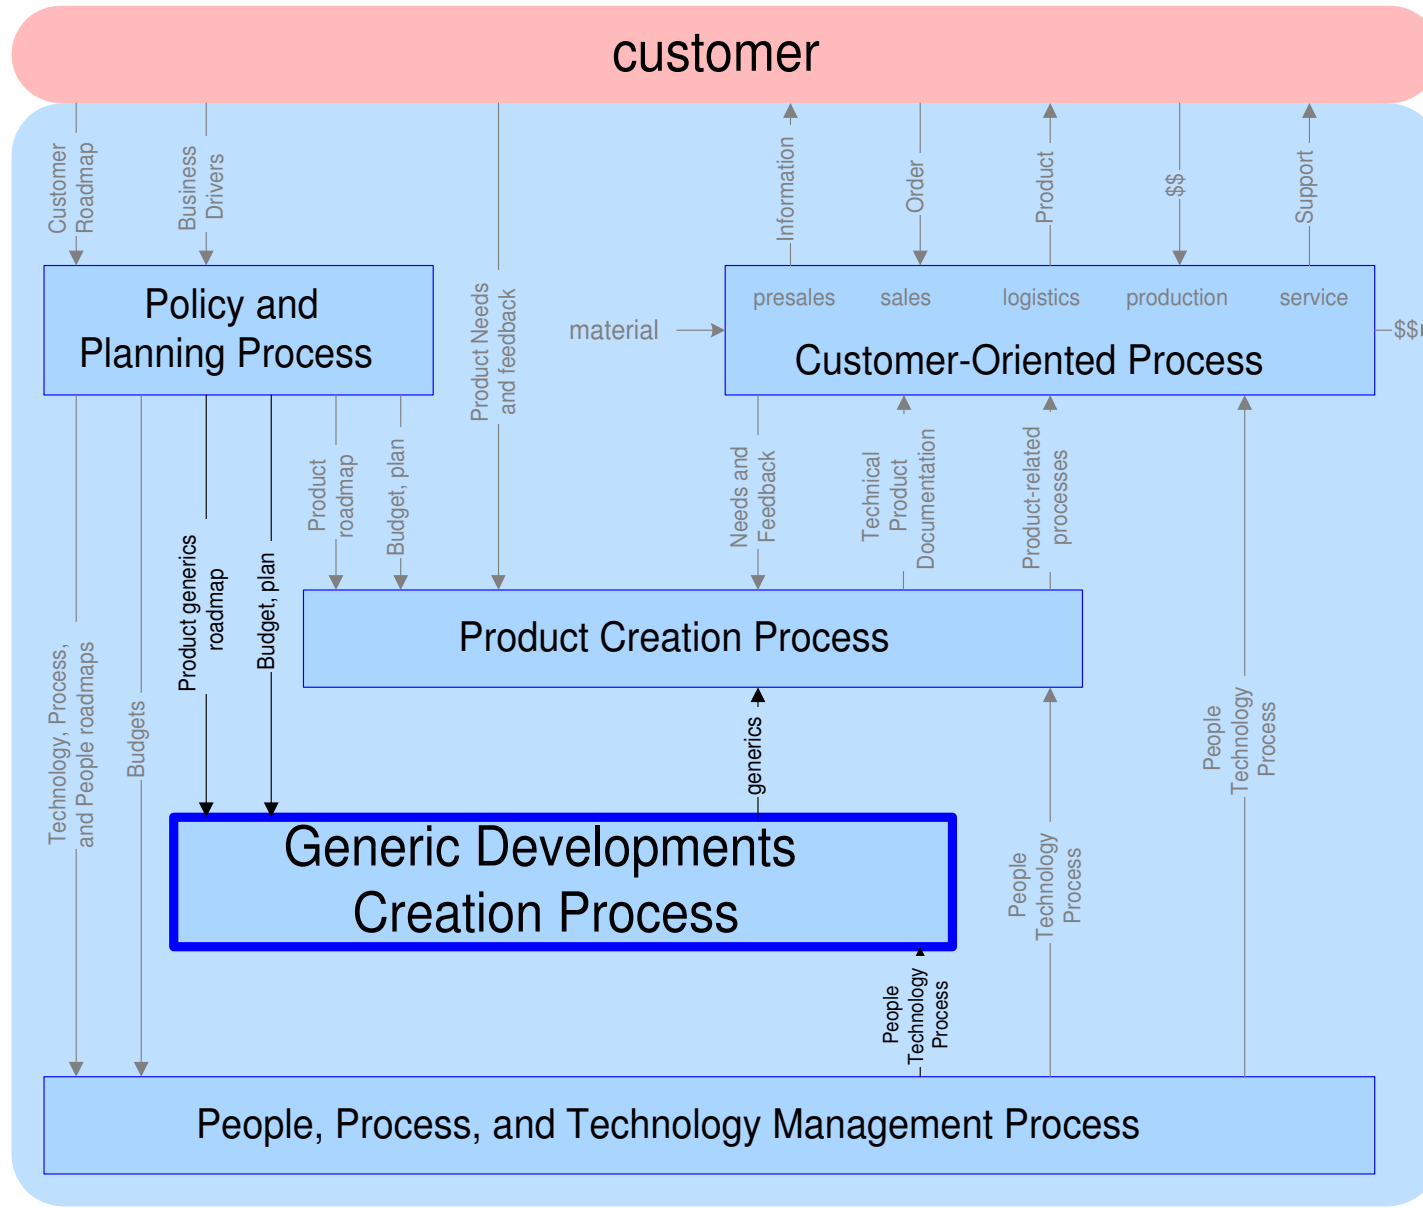 customer
Customer
Roadmap
Business
Drivers
Product Needs
and feedback
Information
Order
Product
$$
Support
Policy and
Planning Process
presales
sales
logistics
production
service
material
Customer-Oriented Process
$$
Technology, Process,
and People roadmaps
Budgets
Product generics
roadmap
Budget, plan
Product
roadmap
Budget, plan
Needs and
Feedback
Technical
Product
Documentation
Product-related
processes
People
Technology
Process
Product Creation Process
generics
People
Technology
Process
Generic Developments
Creation Process
People
Technology
Process
People, Process, and Technology Management Process